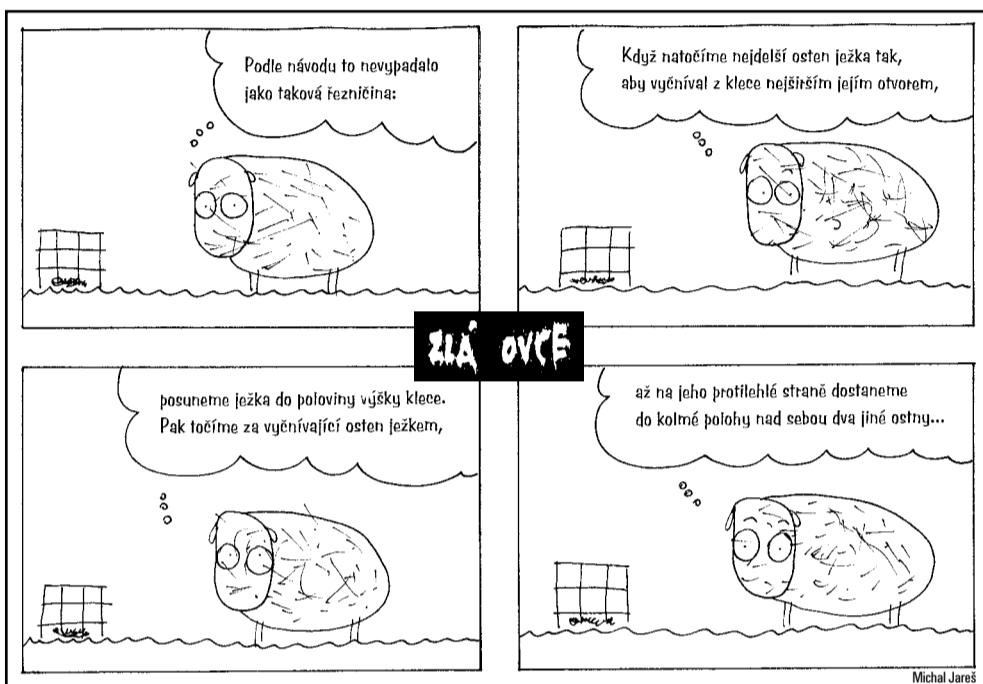 Podle návodu to nevypadalo
jako taková řezničina:
Když natočíme nejdelší osten ježka tak,
aby vyčníval z klece nejširším jejím otvorem,
ZLÁ OVCE
posuneme ježka do poloviny výšky klece.
Pak točíme za vyčnívající osten ježkem,
až na jeho protilehlé straně dostaneme
do kolmé polohy nad sebou dva jiné ostny...
Michal Jareš